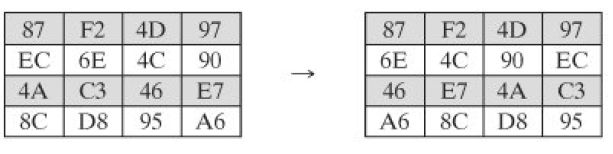 87 F2 4D 97 87 F2 4D 97
EC 6E 4C 90 6E 4C 90 EC
→
4A C3 46 E7 46 E7 4A C3
8C D8 95 A6 A6 8C D8 95